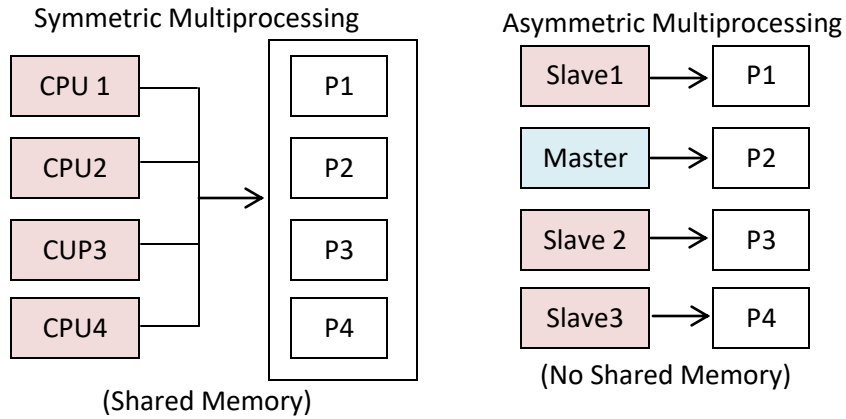 Symmetric Multiprocessing
CPU 1
CPU2
CUP3
CPU4
P1
P2
P3
P4
(Shared Memory)
Asymmetric Multiprocessing
Slave1
P1
Master
P2
Slave 2
P3
Slave3
P4
(No Shared Memory)